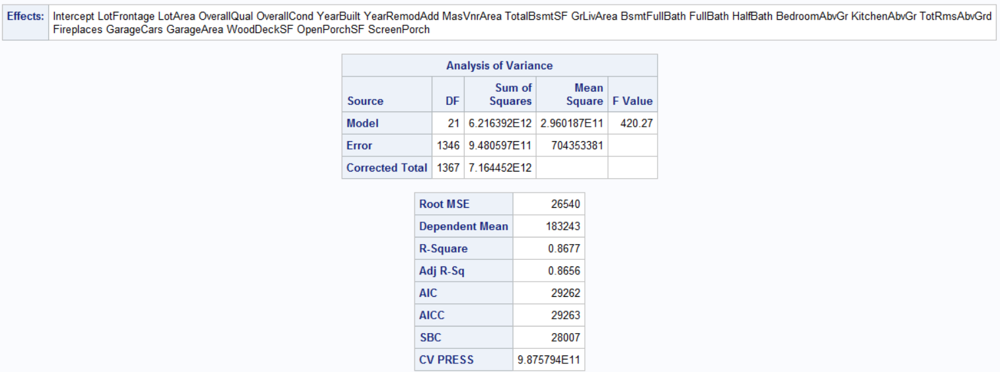 Effects: Intercept LotFrontage LotArea OverallQual OverallCond YearBuilt YearRemodAdd MasVnrArea TotalBsmtSF GrLivArea BsmtFullBath FullBath HalfBath BedroomAbvGr KitchenAbvGr TotRmsAbvGrd
Fireplaces GarageCars GarageArea WoodDeckSF OpenPorchSF ScreenPorch
Analysis of Variance
Source DF Sum of Squares Mean Square F Value
Model 21 6.216392E12 2.960187E11 420.27
Error 1346 9.480597E11 704353381
Corrected Total 1367 7.164452E12
Root MSE 26540
Dependent Mean 183243
R-Square 0.8677
Adj R-Sq 0.8656
AIC 29262
AICC 29263
SBC 28007
CV PRESS 9.875794E11